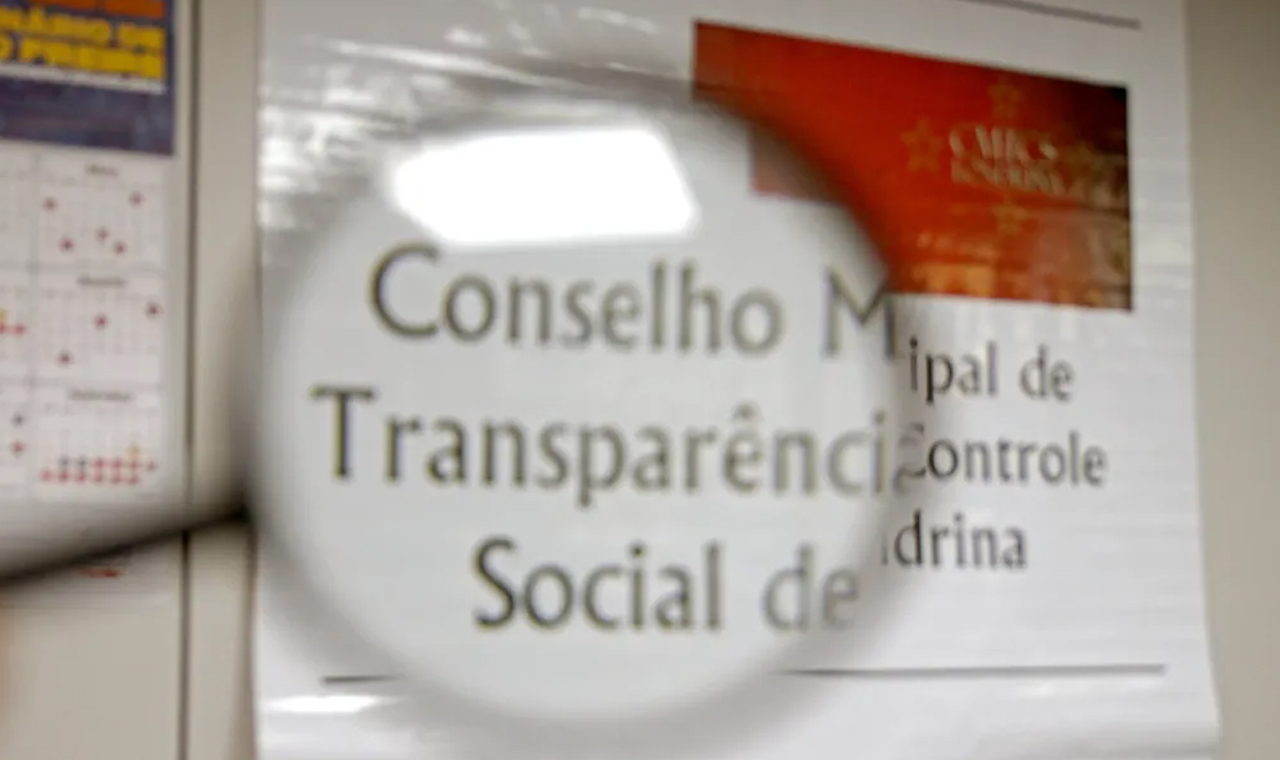 Conselho M ipal de
Transparênci Controle
Social de drina